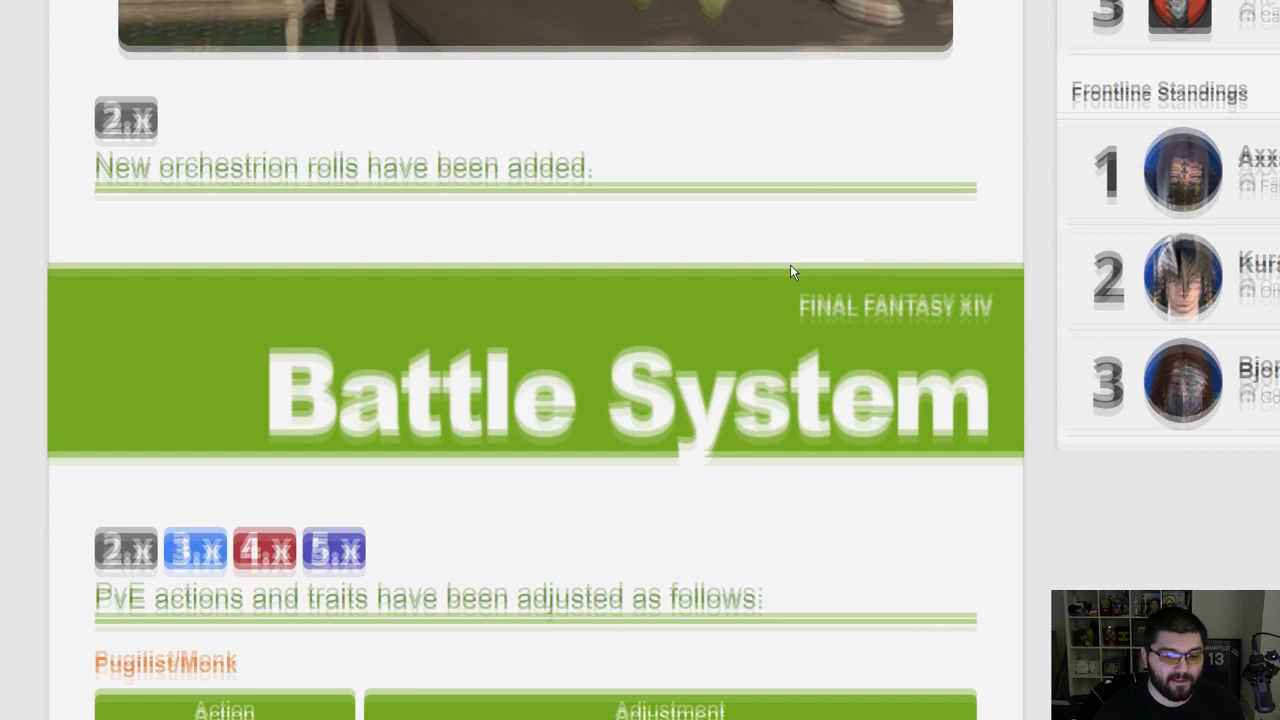 3
2.x
New orchestrion rolls have been added.
FINAL FANTASY XIV
Battle System
2.x 3.x 4.x 5.x
PvE actions and traits have been adjusted as follows:
Pugilist/Monk
Action Adjustment
Frontline Standings
1
2
3
13